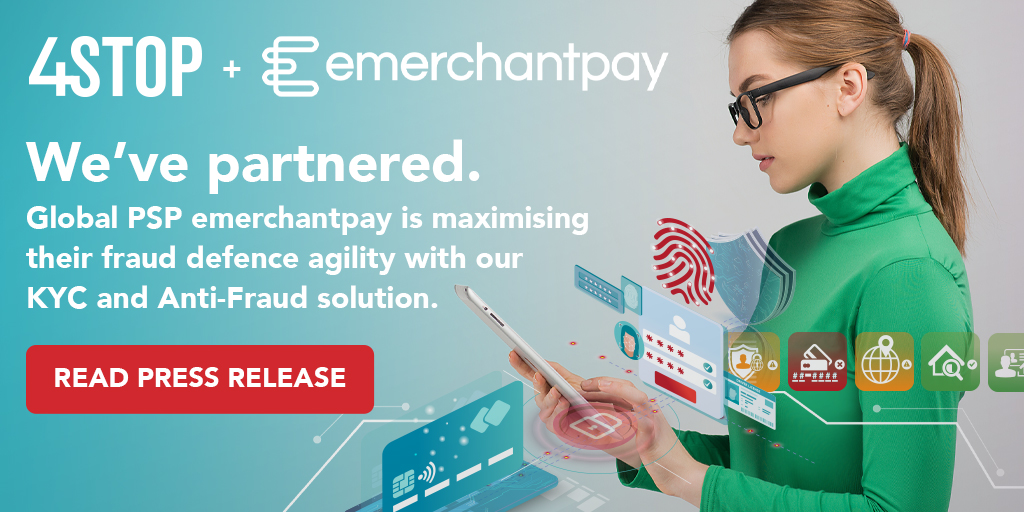 4STOP + emerchantpay
We've partnered.
Global PSP emerchantpay is maximising
their fraud defence agility with our
KYC and Anti-Fraud solution.
READ PRESS RELEASE